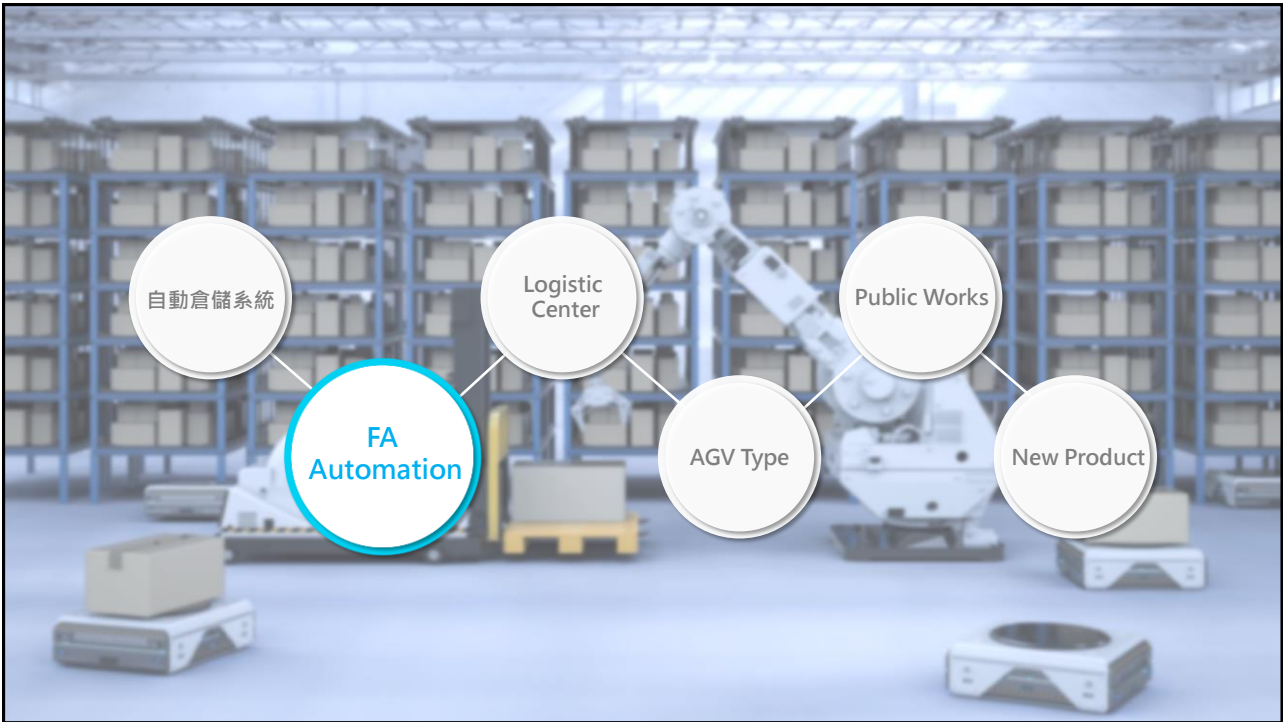 自動倉儲系統
FA
Automation
Logistic
Center
AGV Type
Public Works
New Product